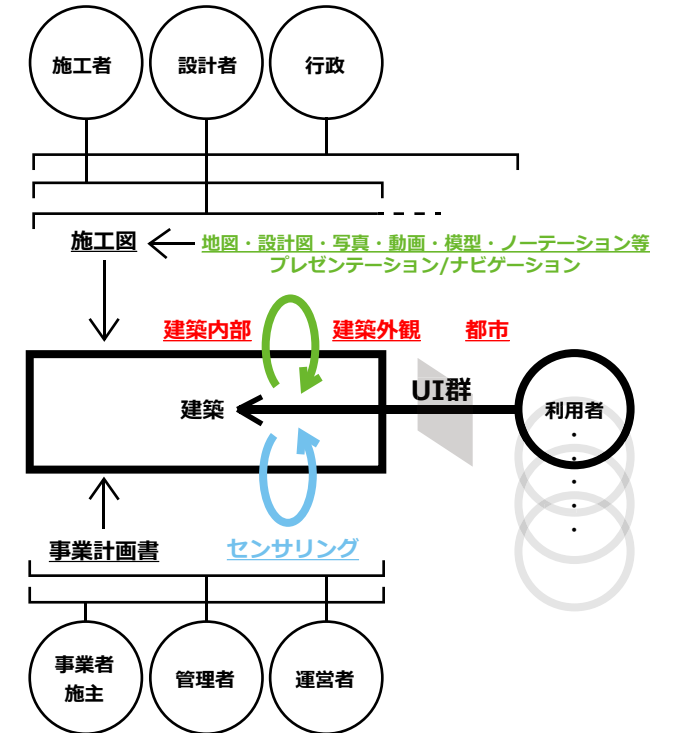 施工者
設計者
行政
施工図
地図・設計図・写真・動画・模型・ノーテーション等
プレゼンテーション/ナビゲーション
建築内部
建築外観
都市
UI群
建築
利用者
事業計画書
センサリング
事業者
施主
管理者
運営者